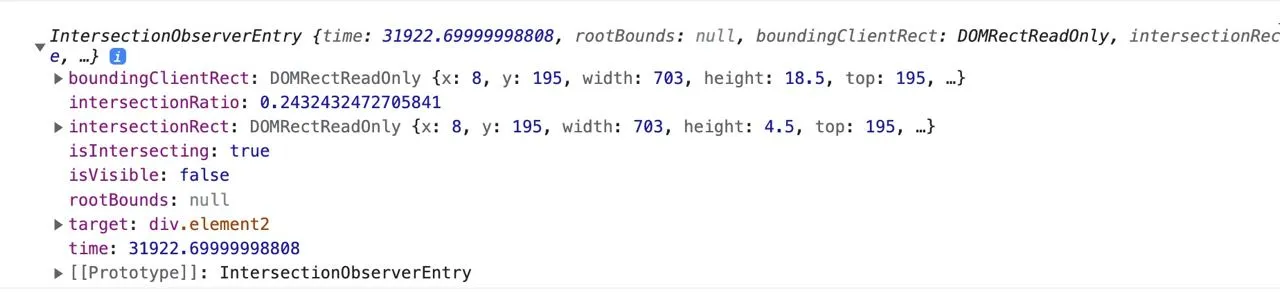 IntersectionObserverEntry {time: 31922.69999998808, rootBounds: null, boundingClientRect: DOMRectReadOnly, intersectionRec
e, …} i
boundingClientRect: DOMRectReadOnly {x: 8, y: 195, width: 703, height: 18.5, top: 195, …}
intersectionRatio: 0.2432432472705841
intersectionRect: DOMRectReadOnly {x: 8, y: 195, width: 703, height: 4.5, top: 195, …}
isIntersecting: true
isVisible: false
rootBounds: null
target: div.element2
time: 31922.69999998808
[[Prototype]]: IntersectionObserverEntry